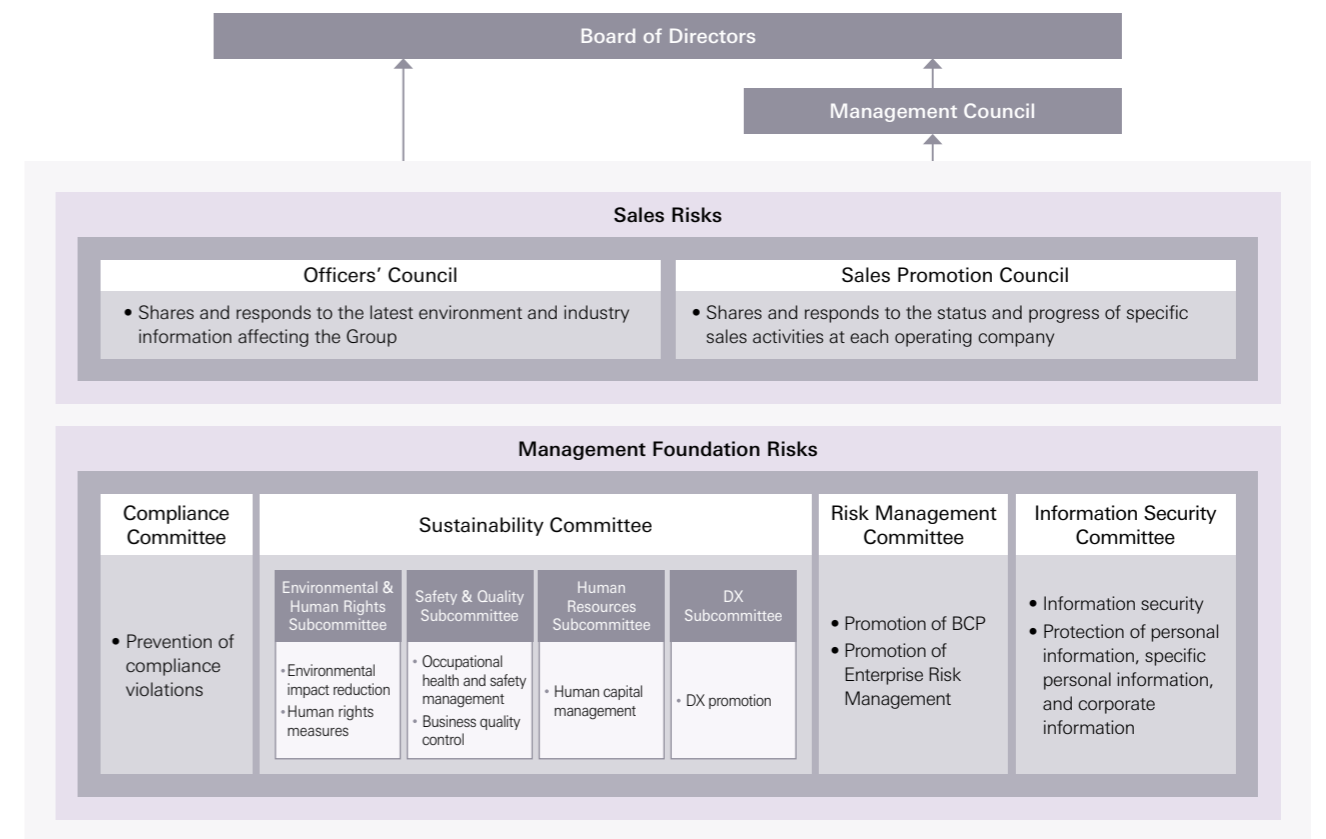 Board of Directors
Management Council
Sales Risks
Officers’ Council
• Shares and responds to the latest environment and industry
information affecting the Group
Sales Promotion Council
• Shares and responds to the status and progress of specific
sales activities at each operating company
Management Foundation Risks
Compliance
Committee
• Prevention of
compliance
violations
Sustainability Committee
Environmental &
Human Rights
Subcommittee
• Environmental
impact reduction
• Human rights
measures
Safety & Quality
Subcommittee
• Occupational
health and safety
management
• Business quality
control
Human
Resources
Subcommittee
• Human capital
management
DX
Subcommittee
• DX promotion
Risk Management
Committee
• Promotion of BCP
• Promotion of
Enterprise Risk
Management
Information Security
Committee
• Information security
• Protection of personal
information, specific
personal information,
and corporate
information